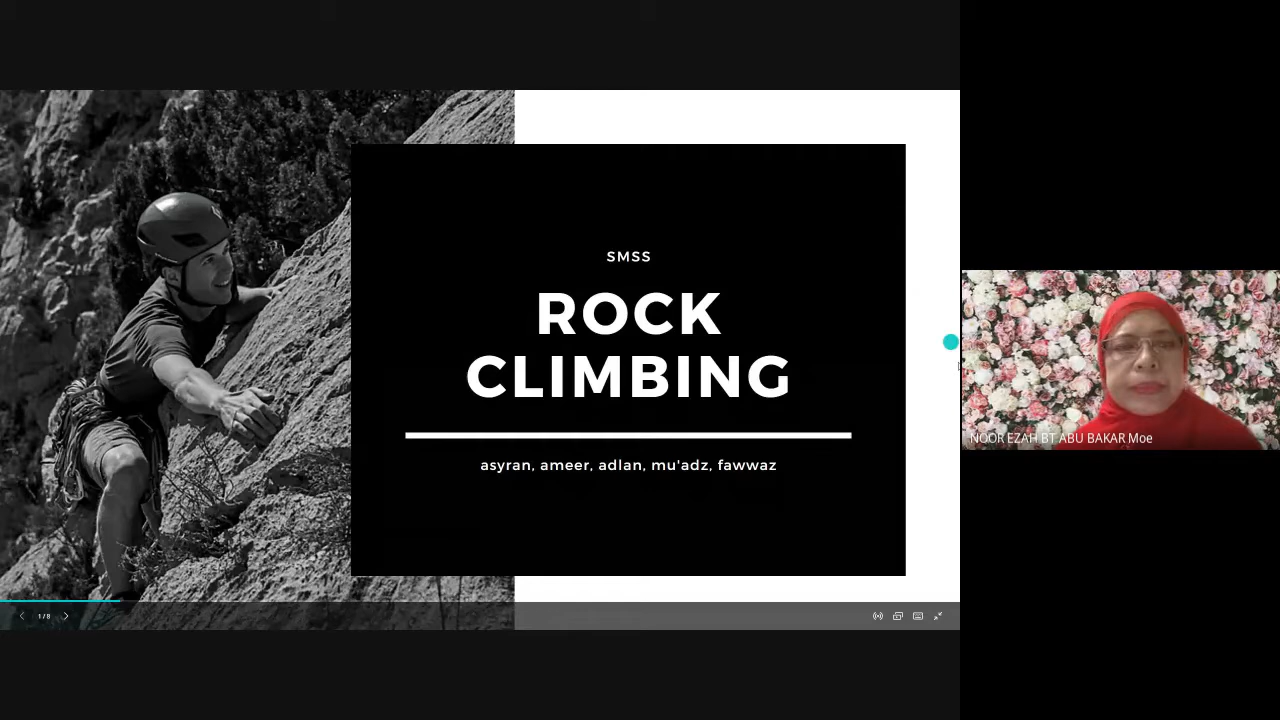 SMSS
ROCK
CLIMBING
asyran, ameer, adlan, mu'adz, fawwaz
NOOR EZAH BT ABU BAKAR Moe
1/8